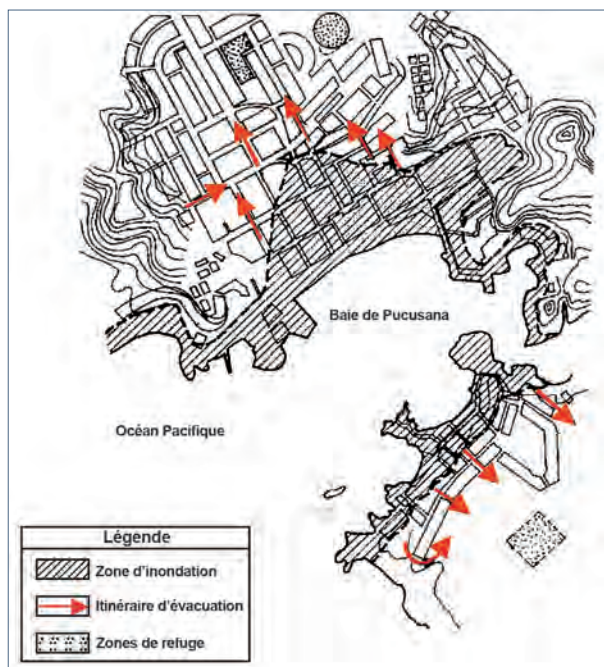 Baie de Pucusana
Océan Pacifique
Légende
Zone d'inondation
Itinéraire d'évacuation
Zones de refuge